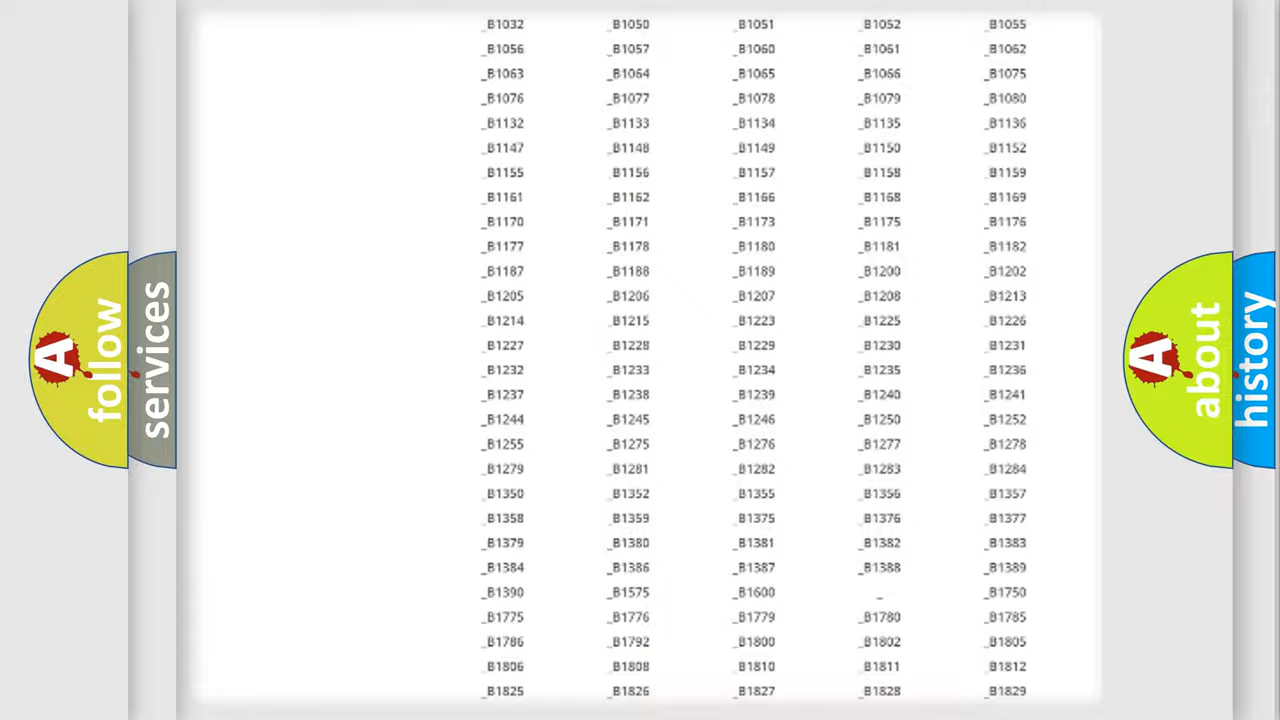 _B1032 _B1050 _B1051 _B1052 _B1055
_B1056 _B1057 _B1060 _B1061 _B1062
_B1063 _B1064 _B1065 _B1066 _B1075
_B1076 _B1077 _B1078 _B1079 _B1080
_B1132 _B1133 _B1134 _B1135 _B1136
_B1147 _B1148 _B1149 _B1150 _B1152
_B1155 _B1156 _B1157 _B1158 _B1159
_B1161 _B1162 _B1166 _B1168 _B1169
_B1170 _B1171 _B1173 _B1175 _B1176
_B1177 _B1178 _B1180 _B1181 _B1182
_B1187 _B1188 _B1189 _B1200 _B1202
_B1205 _B1206 _B1207 _B1208 _B1213
_B1214 _B1215 _B1223 _B1225 _B1226
_B1227 _B1228 _B1229 _B1230 _B1231
_B1232 _B1233 _B1234 _B1235 _B1236
_B1237 _B1238 _B1239 _B1240 _B1241
_B1244 _B1245 _B1246 _B1250 _B1252
_B1255 _B1275 _B1276 _B1277 _B1278
_B1279 _B1281 _B1282 _B1283 _B1284
_B1350 _B1352 _B1355 _B1356 _B1357
_B1358 _B1359 _B1375 _B1376 _B1377
_B1379 _B1380 _B1381 _B1382 _B1383
_B1384 _B1386 _B1387 _B1388 _B1389
_B1390 _B1575 _B1600 _ _B1750
_B1775 _B1776 _B1779 _B1780 _B1785
_B1786 _B1792 _B1800 _B1802 _B1805
_B1806 _B1808 _B1810 _B1811 _B1812
_B1825 _B1826 _B1827 _B1828 _B1829
A
follow
services
A
about
history